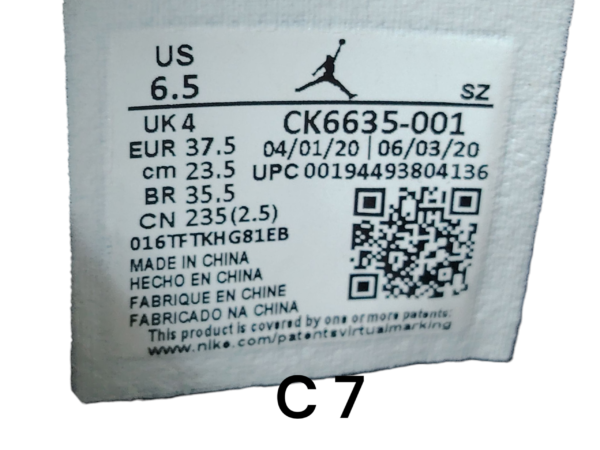 US
6.5
SZ
UK 4
CK6635-001
EUR 37.5
04/01/20 | 06/03/20
cm 23.5
UPC 00194493804136
BR 35.5
CN 235(2.5)
016TFTKHG81EB
MADE IN CHINA
HECHO EN CHINA
FABRIQUE EN CHINE
FABRICADO NA CHINA
This product is covered by one or more patents:
www.nike.com/patentsvirtualmarking
C 7